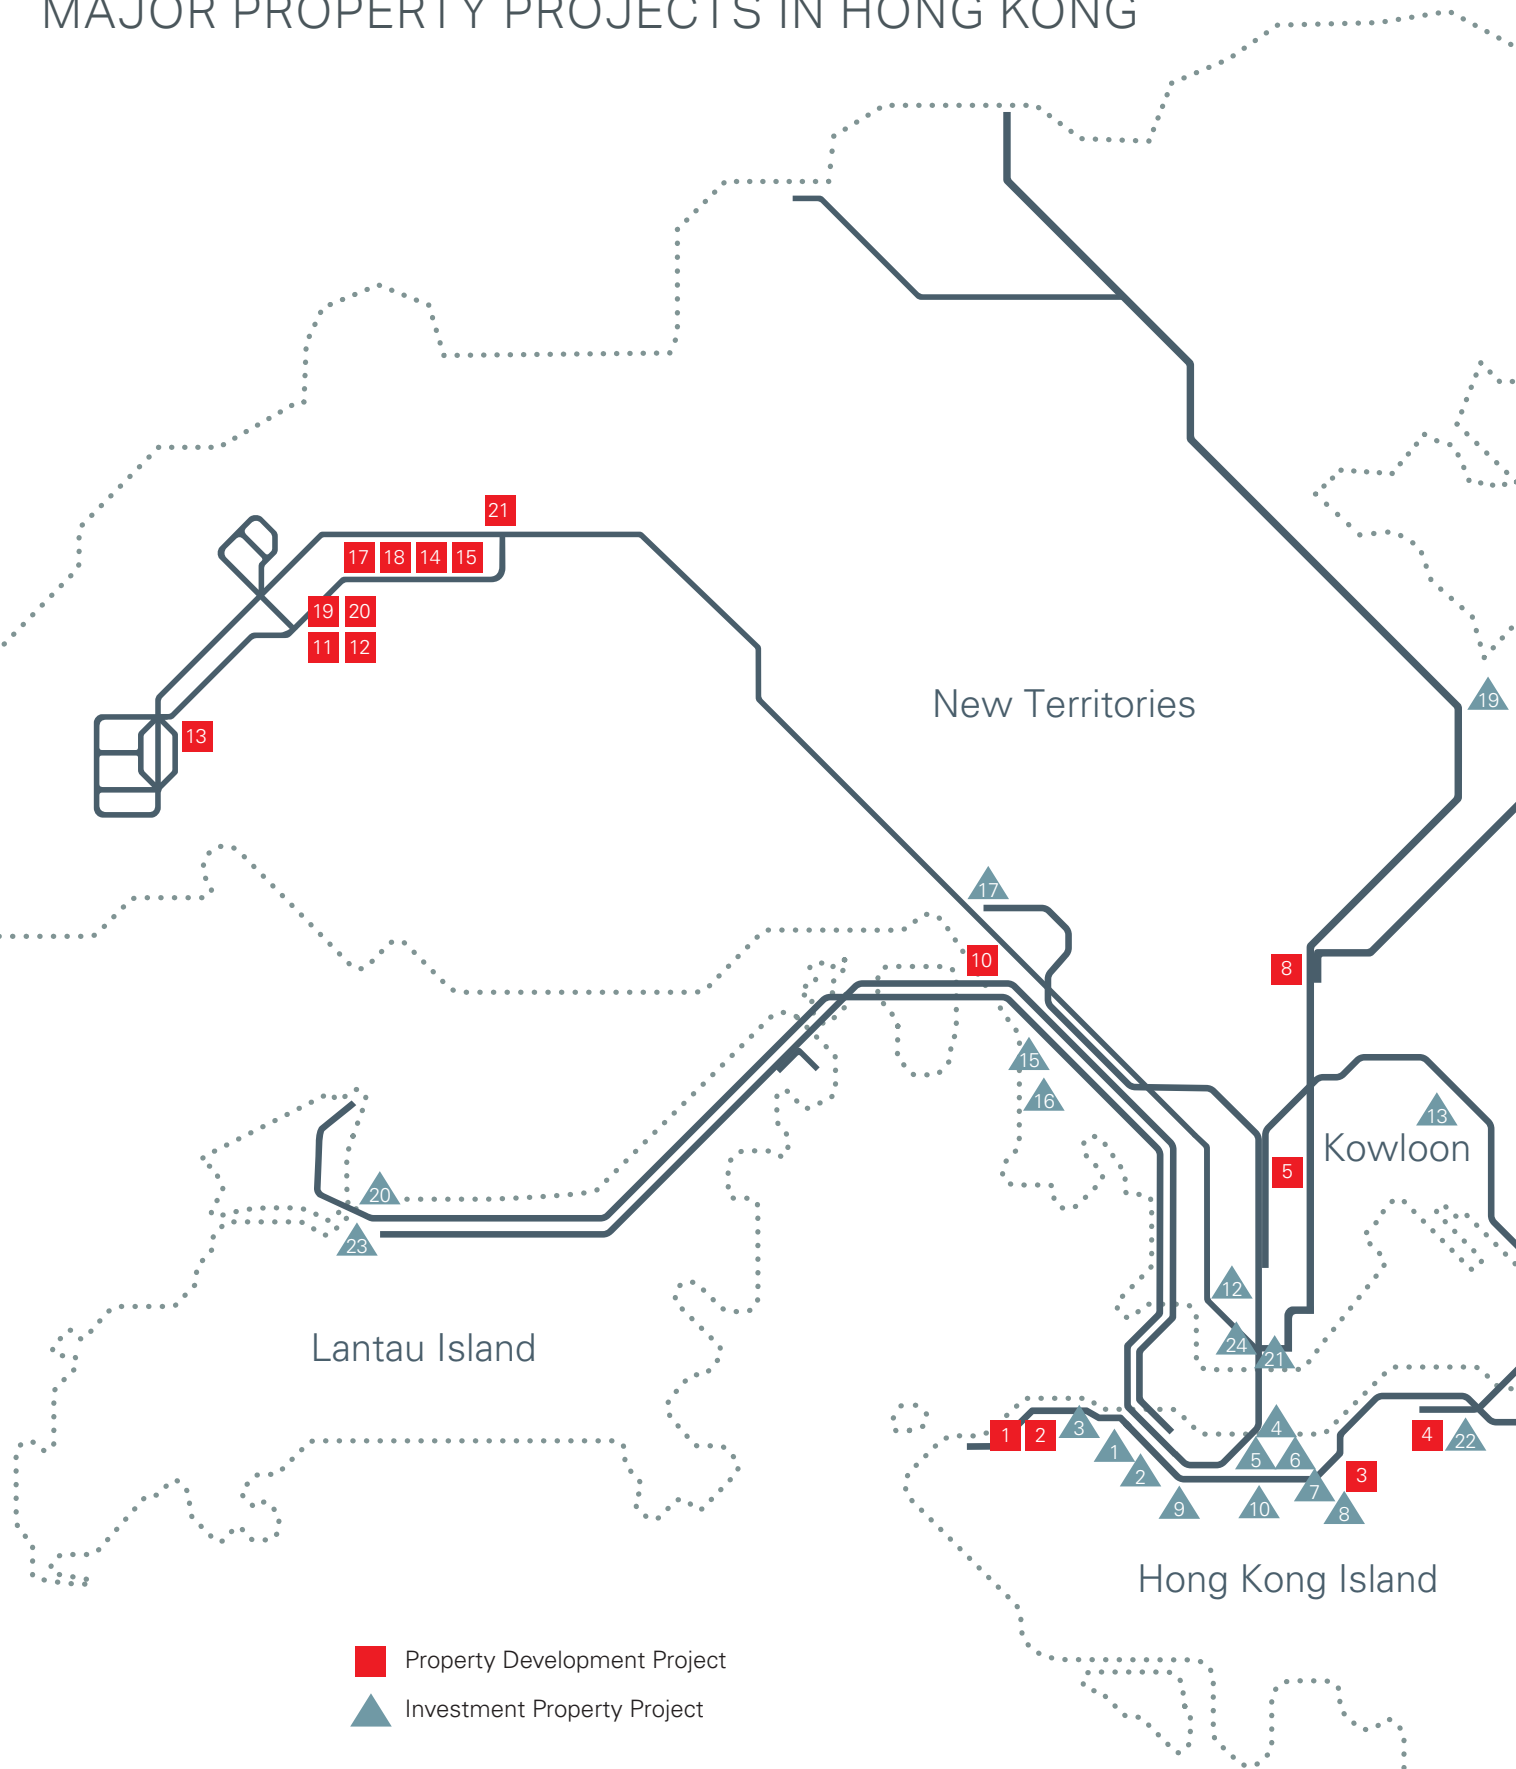 MAJOR PROPERTY PROJECTS IN HONG KONG
21
17 18 14 15
19 20
11 12
13
New Territories
19
17
10
8
15
16
13
Kowloon
5
20
23
12
24
21
Lantau Island
1 2 3 4 4 22
1 5 6
2 7 3
9 10 8
Hong Kong Island
Property Development Project
Investment Property Project